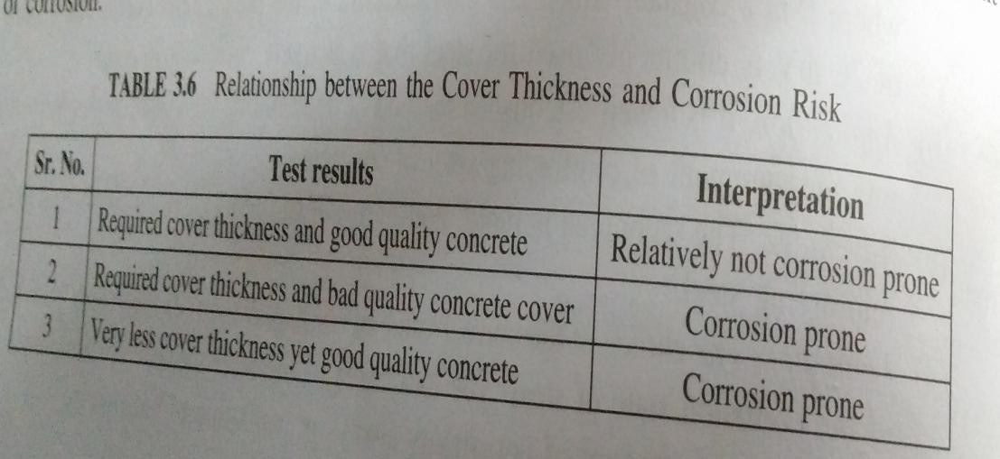 of corrosion.
TABLE 3.6 Relationship between the Cover Thickness and Corrosion Risk
Sr. No. Test results Interpretation
1 Required cover thickness and good quality concrete Relatively not corrosion prone
2 Required cover thickness and bad quality concrete cover Corrosion prone
3 Very less cover thickness yet good quality concrete Corrosion prone